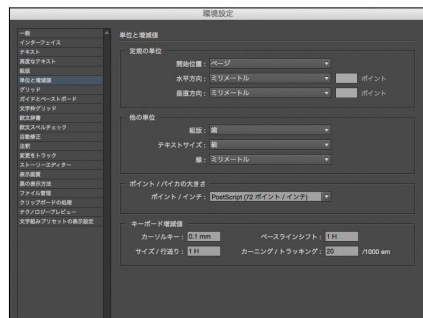 環境設定
一般
インターフェイス
テキスト
高度なテキスト
組版
単位と増減値
グリッド
ガイドとペーストボード
文字枠グリッド
欧文辞書
欧文スペルチェック
自動修正
注釈
変更をトラック
ストーリーエディター
表示画質
黒の表示方法
ファイル管理
クリップボードの処理
テクノロジープレビュー
文字組みプリセットの表示設定
単位と増減値
定規の単位
開始位置 : ページ
水平方向 : ミリメートル ポイント
垂直方向 : ミリメートル ポイント
他の単位
組版 : 歯
テキストサイズ : 級
線 : ミリメートル
ポイント / パイカの大きさ
ポイント / インチ : PostScript (72 ポイント / インチ)
キーボード増減値
カーソルキー : 0.1 mm ベースラインシフト : 1 H
サイズ / 行送り : 1 H カーニング / トラッキング : 20 /1000 em